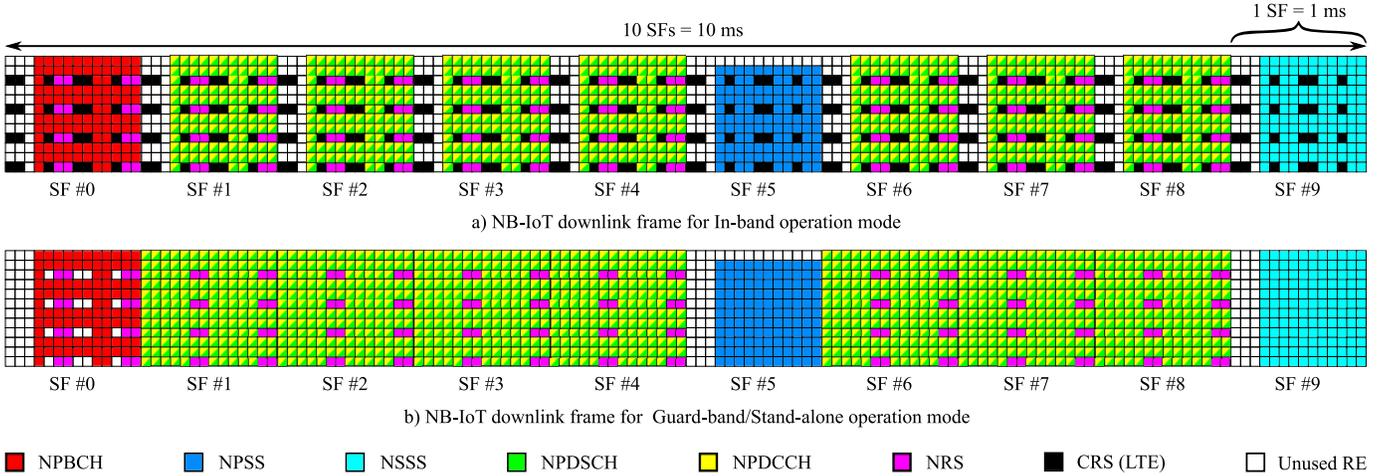 1 SF = 1 ms
10 SFs = 10 ms
SF #0 SF #1 SF #2 SF #3 SF #4 SF #5 SF #6 SF #7 SF #8 SF #9
a) NB-IoT downlink frame for In-band operation mode
SF #0 SF #1 SF #2 SF #3 SF #4 SF #5 SF #6 SF #7 SF #8 SF #9
b) NB-IoT downlink frame for Guard-band/Stand-alone operation mode
NPBCH NPSS NSSS NPDSCH NPDCCH NRS CRS (LTE) Unused RE